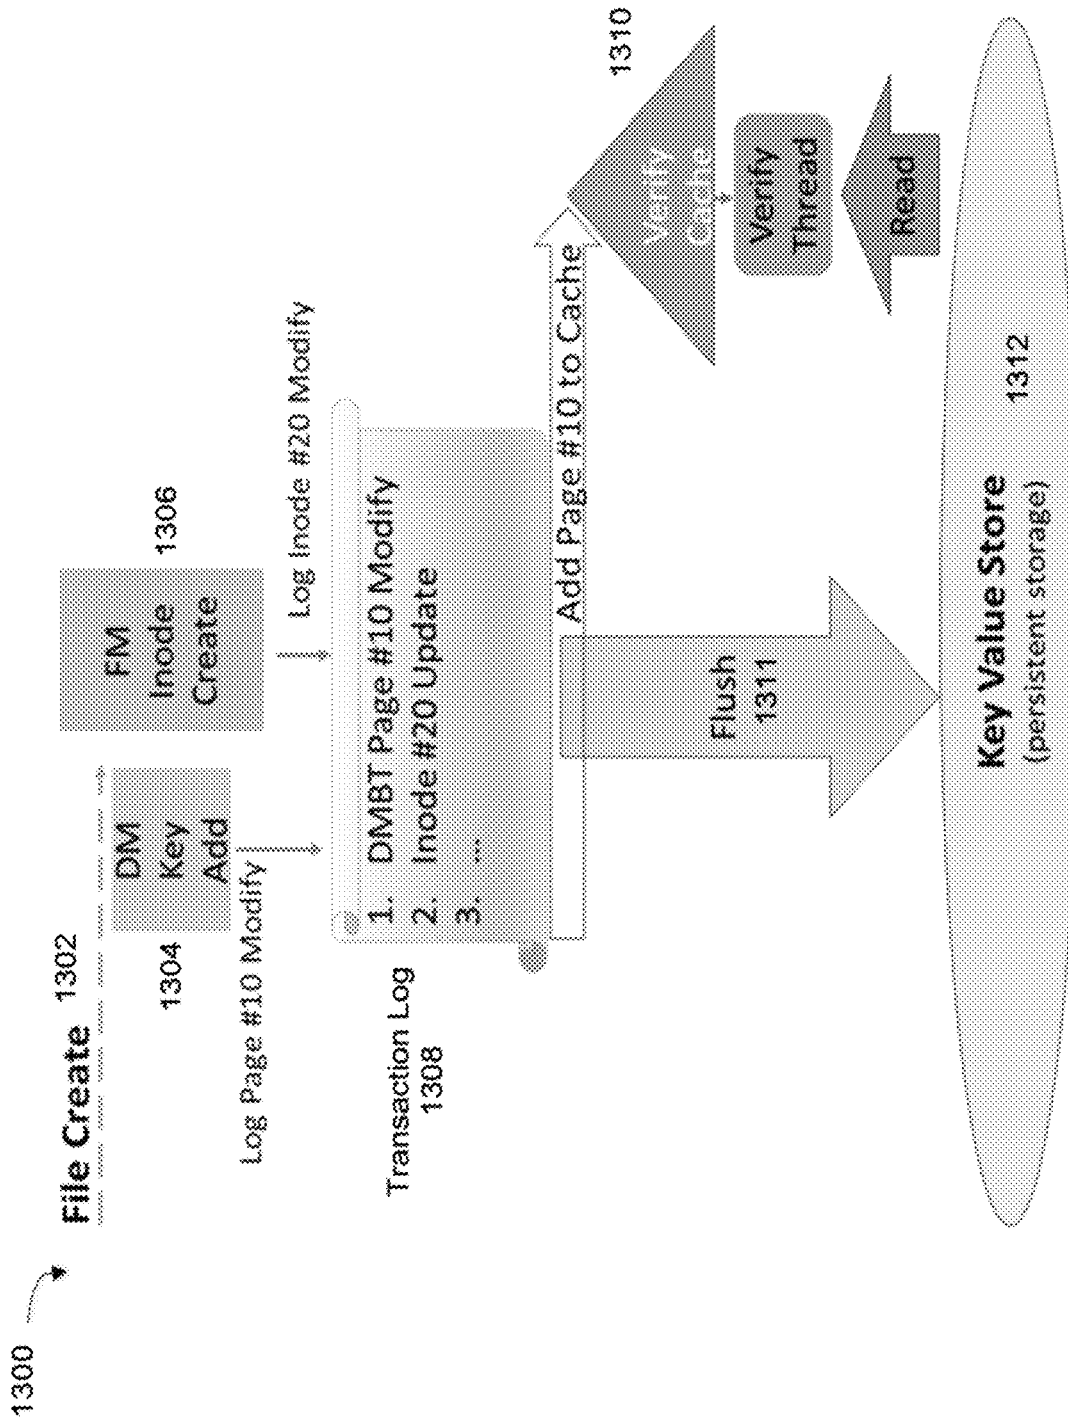 1300
File Create 1302
1304
DM
Key
Add
FM
Inode
Create
1306
Log Page #10 Modify
Log Inode #20 Modify
Transaction Log
1308
1. DMBT Page #10 Modify
2. Inode #20 Update
3. ...
Add Page #10 to Cache
1310
Verify
Cache
Verify
Thread
Read
Flush
1311
Key Value Store
(persistent storage)
1312